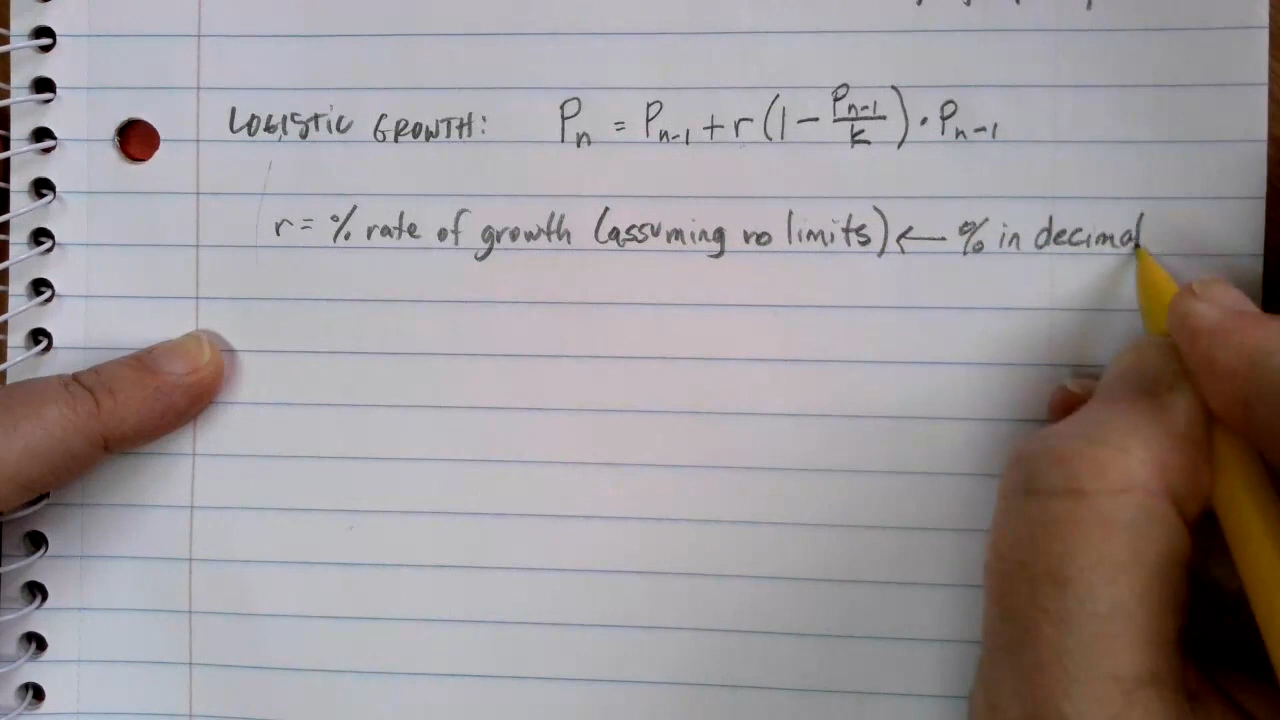 LOGISTIC GROWTH: Pₙ = Pₙ₋₁ + r(1 - Pₙ₋₁/K) · Pₙ₋₁
r = % rate of growth (assuming no limits) ← % in decimal